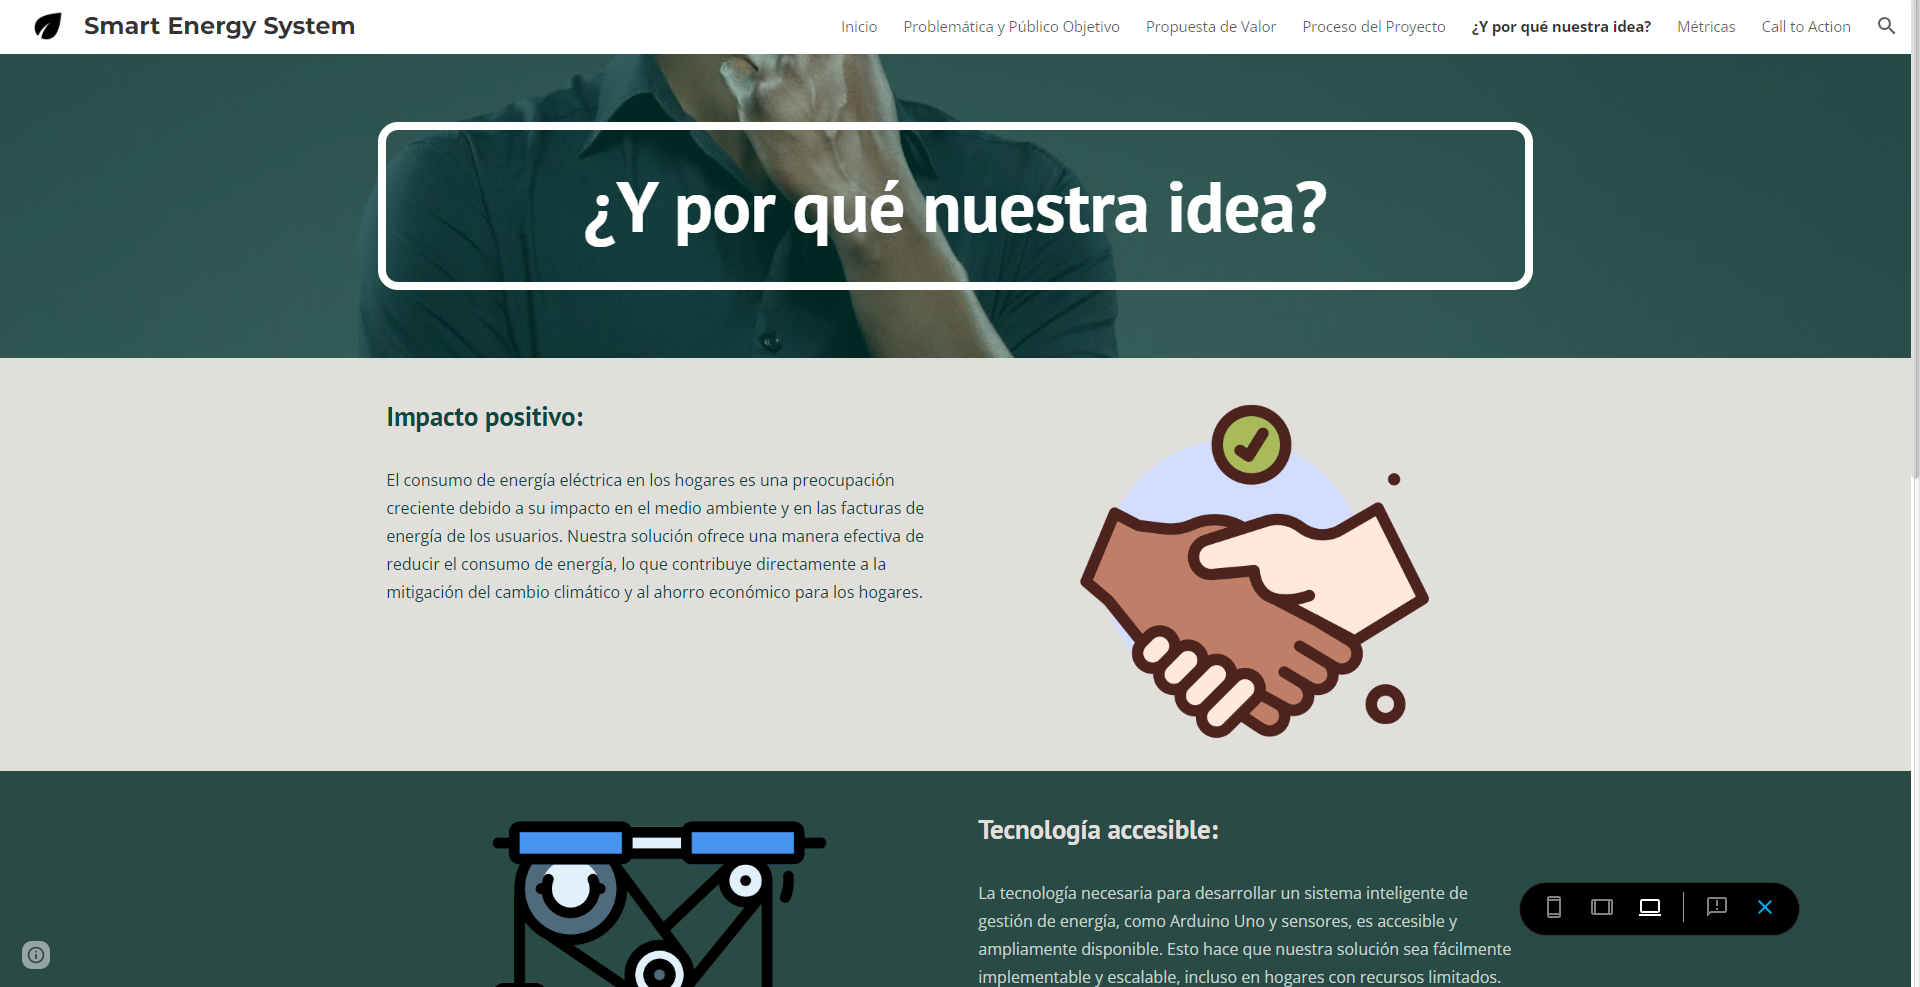 Smart Energy System
Inicio
Problemática y Público Objetivo
Propuesta de Valor
Proceso del Proyecto
¿Y por qué nuestra idea?
Métricas
Call to Action
¿Y por qué nuestra idea?
Impacto positivo:
El consumo de energía eléctrica en los hogares es una preocupación
creciente debido a su impacto en el medio ambiente y en las facturas de
energía de los usuarios. Nuestra solución ofrece una manera efectiva de
reducir el consumo de energía, lo que contribuye directamente a la
mitigación del cambio climático y al ahorro económico para los hogares.
Tecnología accesible:
La tecnología necesaria para desarrollar un sistema inteligente de
gestión de energía, como Arduino Uno y sensores, es accesible y
ampliamente disponible. Esto hace que nuestra solución sea fácilmente
implementable y escalable, incluso en hogares con recursos limitados.